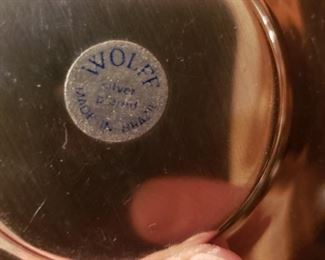 WOLFF
silver
plated
MADE IN BRAZIL